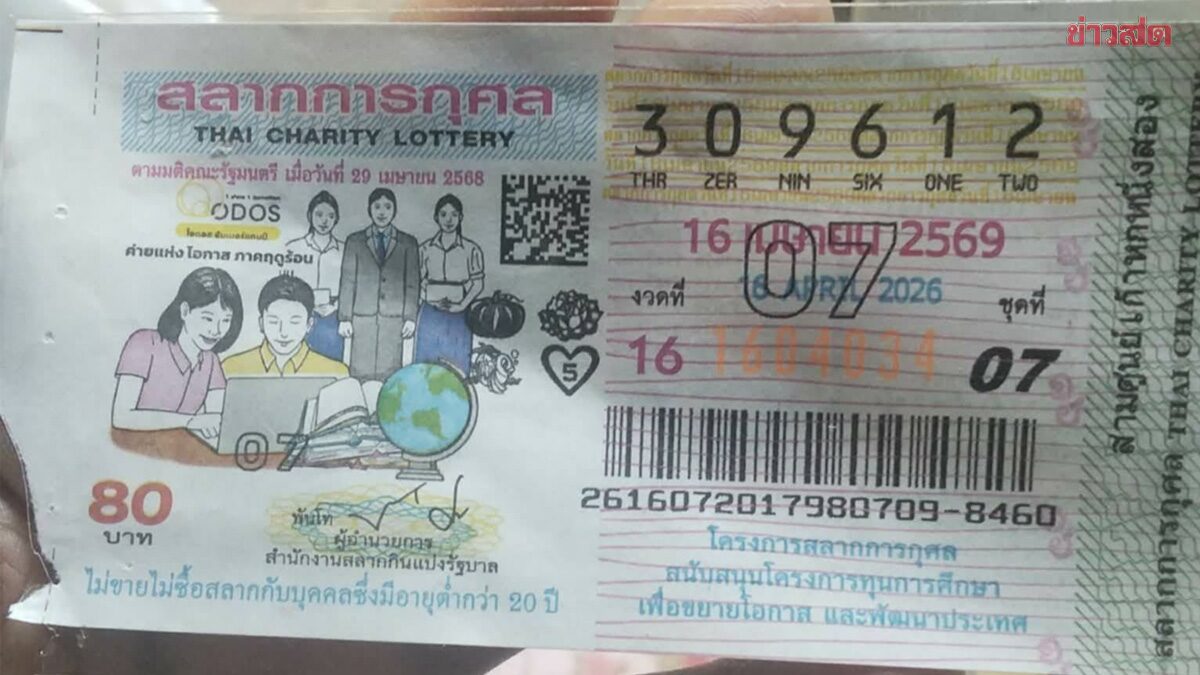 ข่าวสด
สลากการกุศล
THAI CHARITY LOTTERY
ตามมติคณะรัฐมนตรี เมื่อวันที่ 29 เมษายน 2568
ODOS
ค่ายแห่งโอกาส ภาคฤดูร้อน
5
07
80
บาท
พันโท
ผู้อำนวยการ
สำนักงานสลากกินแบ่งรัฐบาล
ไม่ขายไม่ซื้อสลากกับบุคคลซึ่งมีอายุต่ำกว่า 20 ปี
309612
THR ZER NIN SIX ONE TWO
16 เมษายน 2569
07
16 APRIL 2026
งวดที่ ชุดที่
16 1604034 07
2616072017980709-8460
โครงการสลากการกุศล
สนับสนุนโครงการทุนการศึกษา
เพื่อขยายโอกาส และพัฒนาประเทศ
สามศูนย์เก้าหกหนึ่งสอง
สลากการกุศล THAI CHARITY